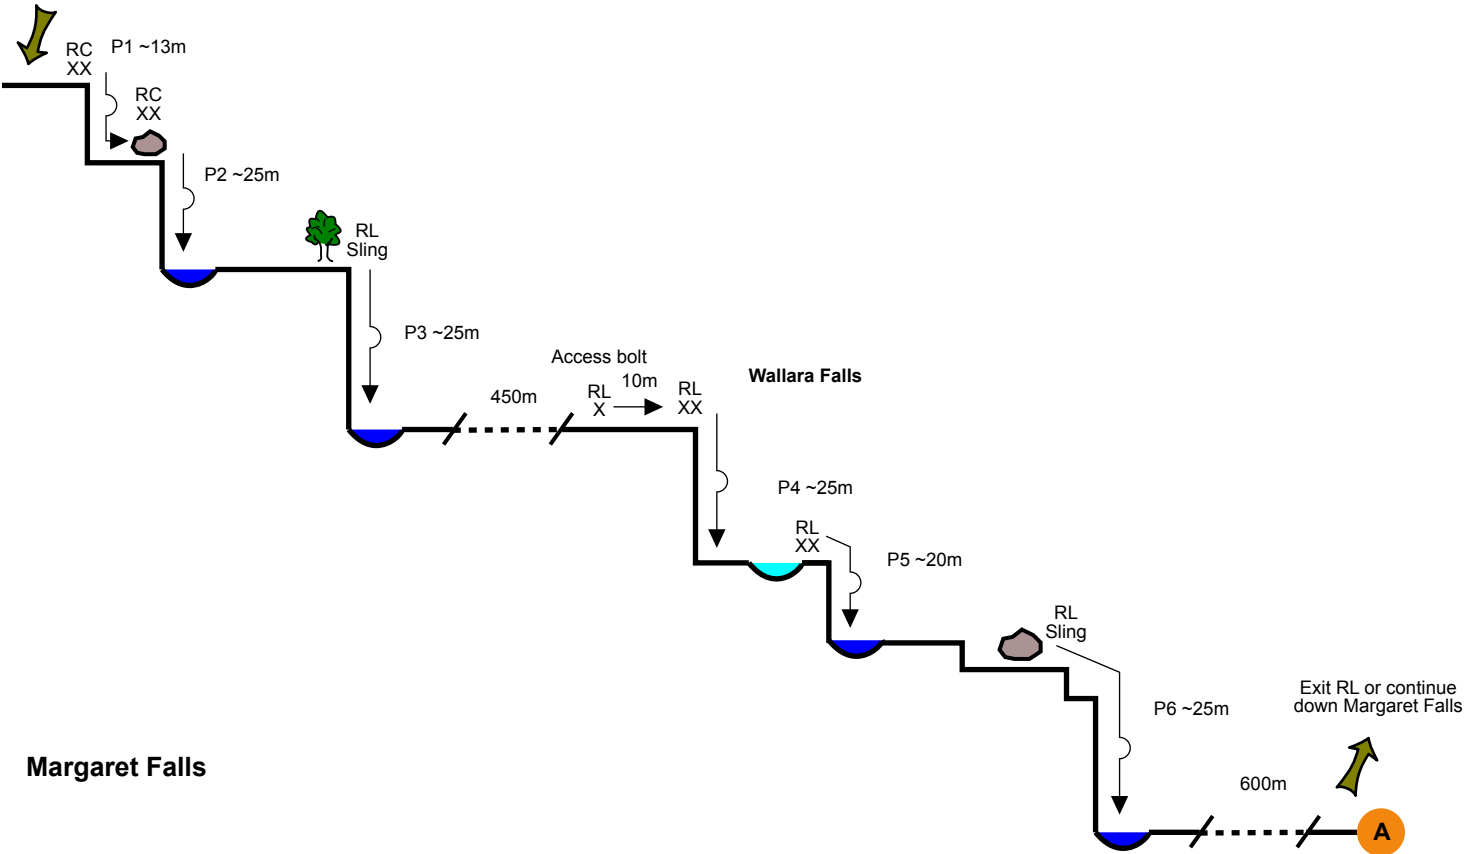 RC
XX
P1 ~13m
RC
XX
P2 ~25m
RL
Sling
P3 ~25m
450m
Access bolt
10m
RL
X
RL
XX
Wallara Falls
P4 ~25m
RL
XX
P5 ~20m
RL
Sling
P6 ~25m
Exit RL or continue
down Margaret Falls
600m
A
Margaret Falls